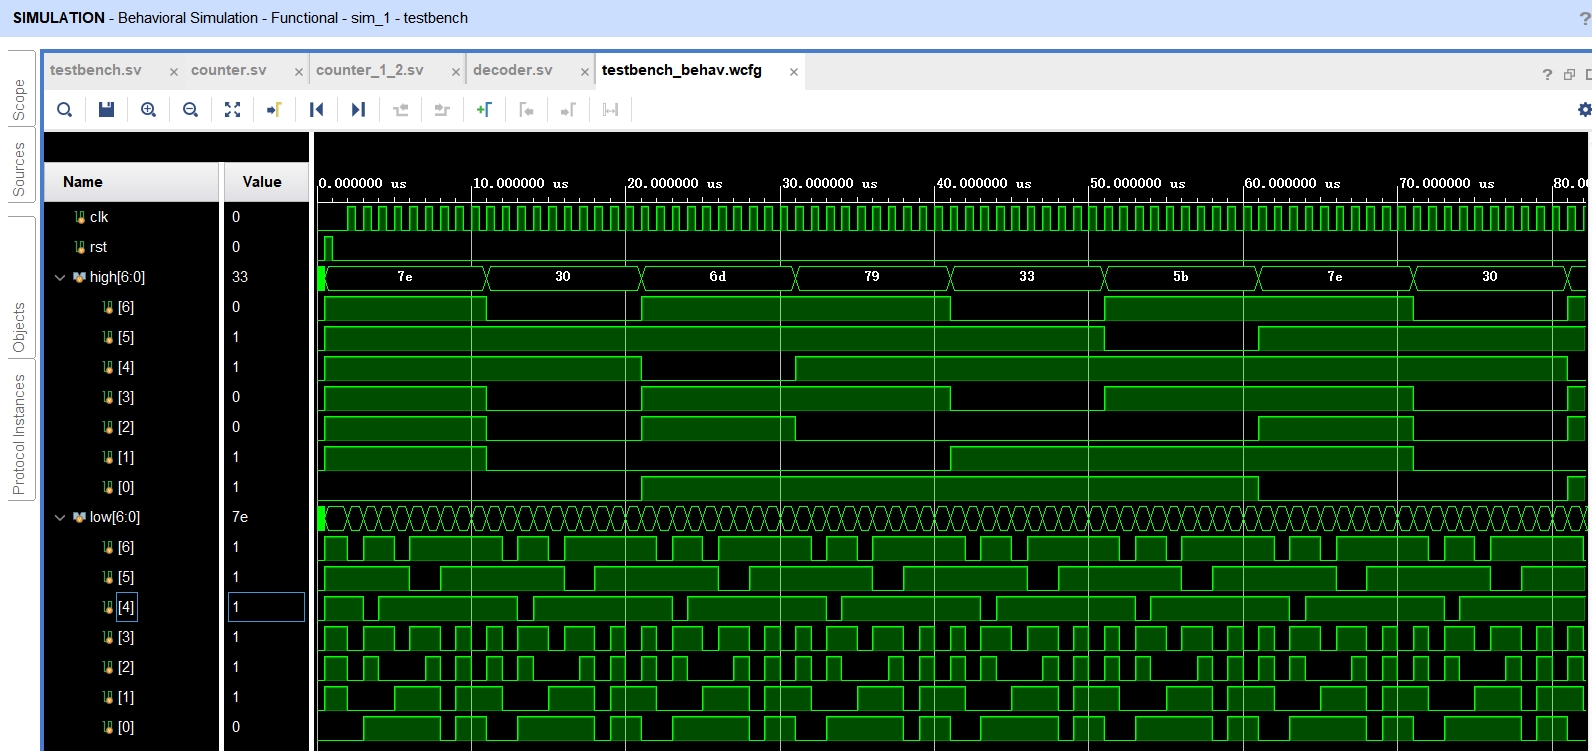 SIMULATION - Behavioral Simulation - Functional - sim_1 - testbench ?
testbench.sv × counter.sv × counter_1_2.sv × decoder.sv × testbench_behav.wcfg × ?
Scope
Sources
Objects
Protocol Instances
Name Value
0.000000 us 10.000000 us 20.000000 us 30.000000 us 40.000000 us 50.000000 us 60.000000 us 70.000000 us 80.0
clk 0
rst 0
high[6:0] 33 7e 30 6d 79 33 5b 7e 30
[6] 0
[5] 1
[4] 1
[3] 0
[2] 0
[1] 1
[0] 1
low[6:0] 7e
[6] 1
[5] 1
[4] 1
[3] 1
[2] 1
[1] 1
[0] 0